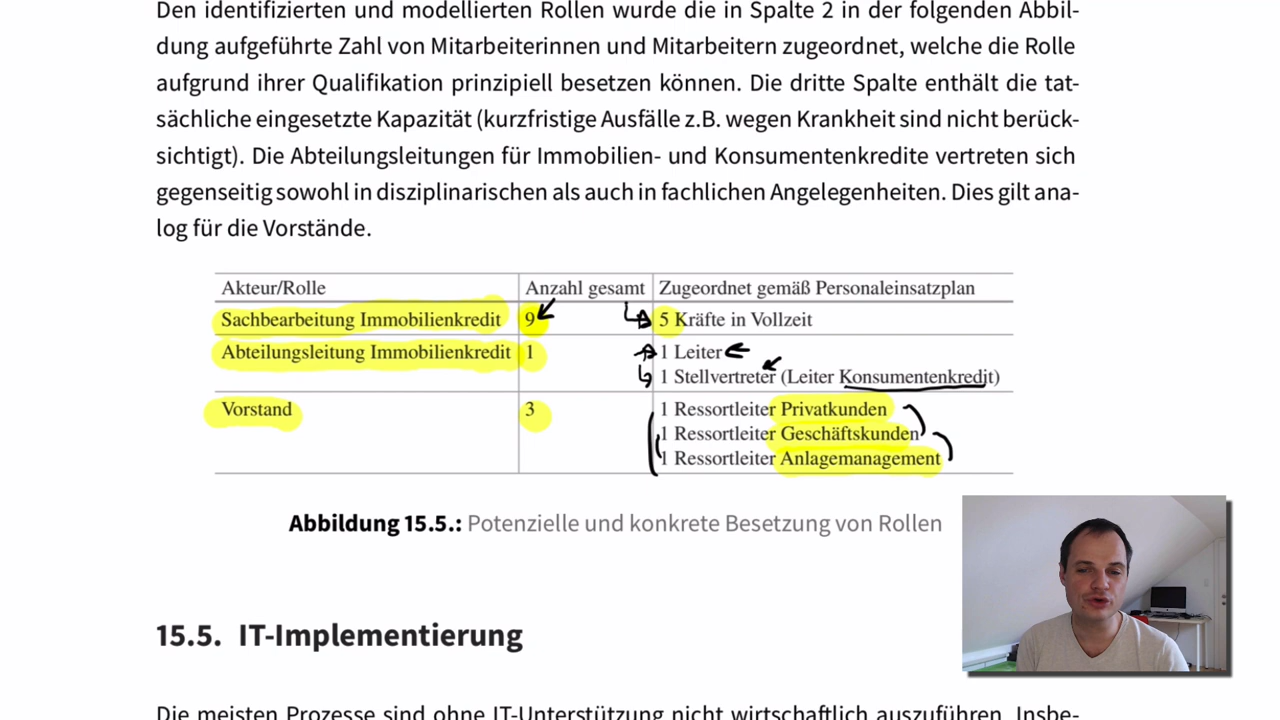 Den identifizierten und modellierten Rollen wurde die in Spalte 2 in der folgenden Abbil-
dung aufgeführte Zahl von Mitarbeiterinnen und Mitarbeitern zugeordnet, welche die Rolle
aufgrund ihrer Qualifikation prinzipiell besetzen können. Die dritte Spalte enthält die tat-
sächliche eingesetzte Kapazität (kurzfristige Ausfälle z.B. wegen Krankheit sind nicht berück-
sichtigt). Die Abteilungsleitungen für Immobilien- und Konsumentenkredite vertreten sich
gegenseitig sowohl in disziplinarischen als auch in fachlichen Angelegenheiten. Dies gilt ana-
log für die Vorstände.
Akteur/Rolle Anzahl gesamt Zugeordnet gemäß Personaleinsatzplan
Sachbearbeitung Immobilienkredit 9 5 Kräfte in Vollzeit
Abteilungsleitung Immobilienkredit 1 1 Leiter
1 Stellvertreter (Leiter Konsumentenkredit)
Vorstand 3 1 Ressortleiter Privatkunden
1 Ressortleiter Geschäftskunden
1 Ressortleiter Anlagemanagement
Abbildung 15.5.: Potenzielle und konkrete Besetzung von Rollen
15.5. IT-Implementierung
Die meisten Prozesse sind ohne IT-Unterstützung nicht wirtschaftlich auszuführen. Insbe-